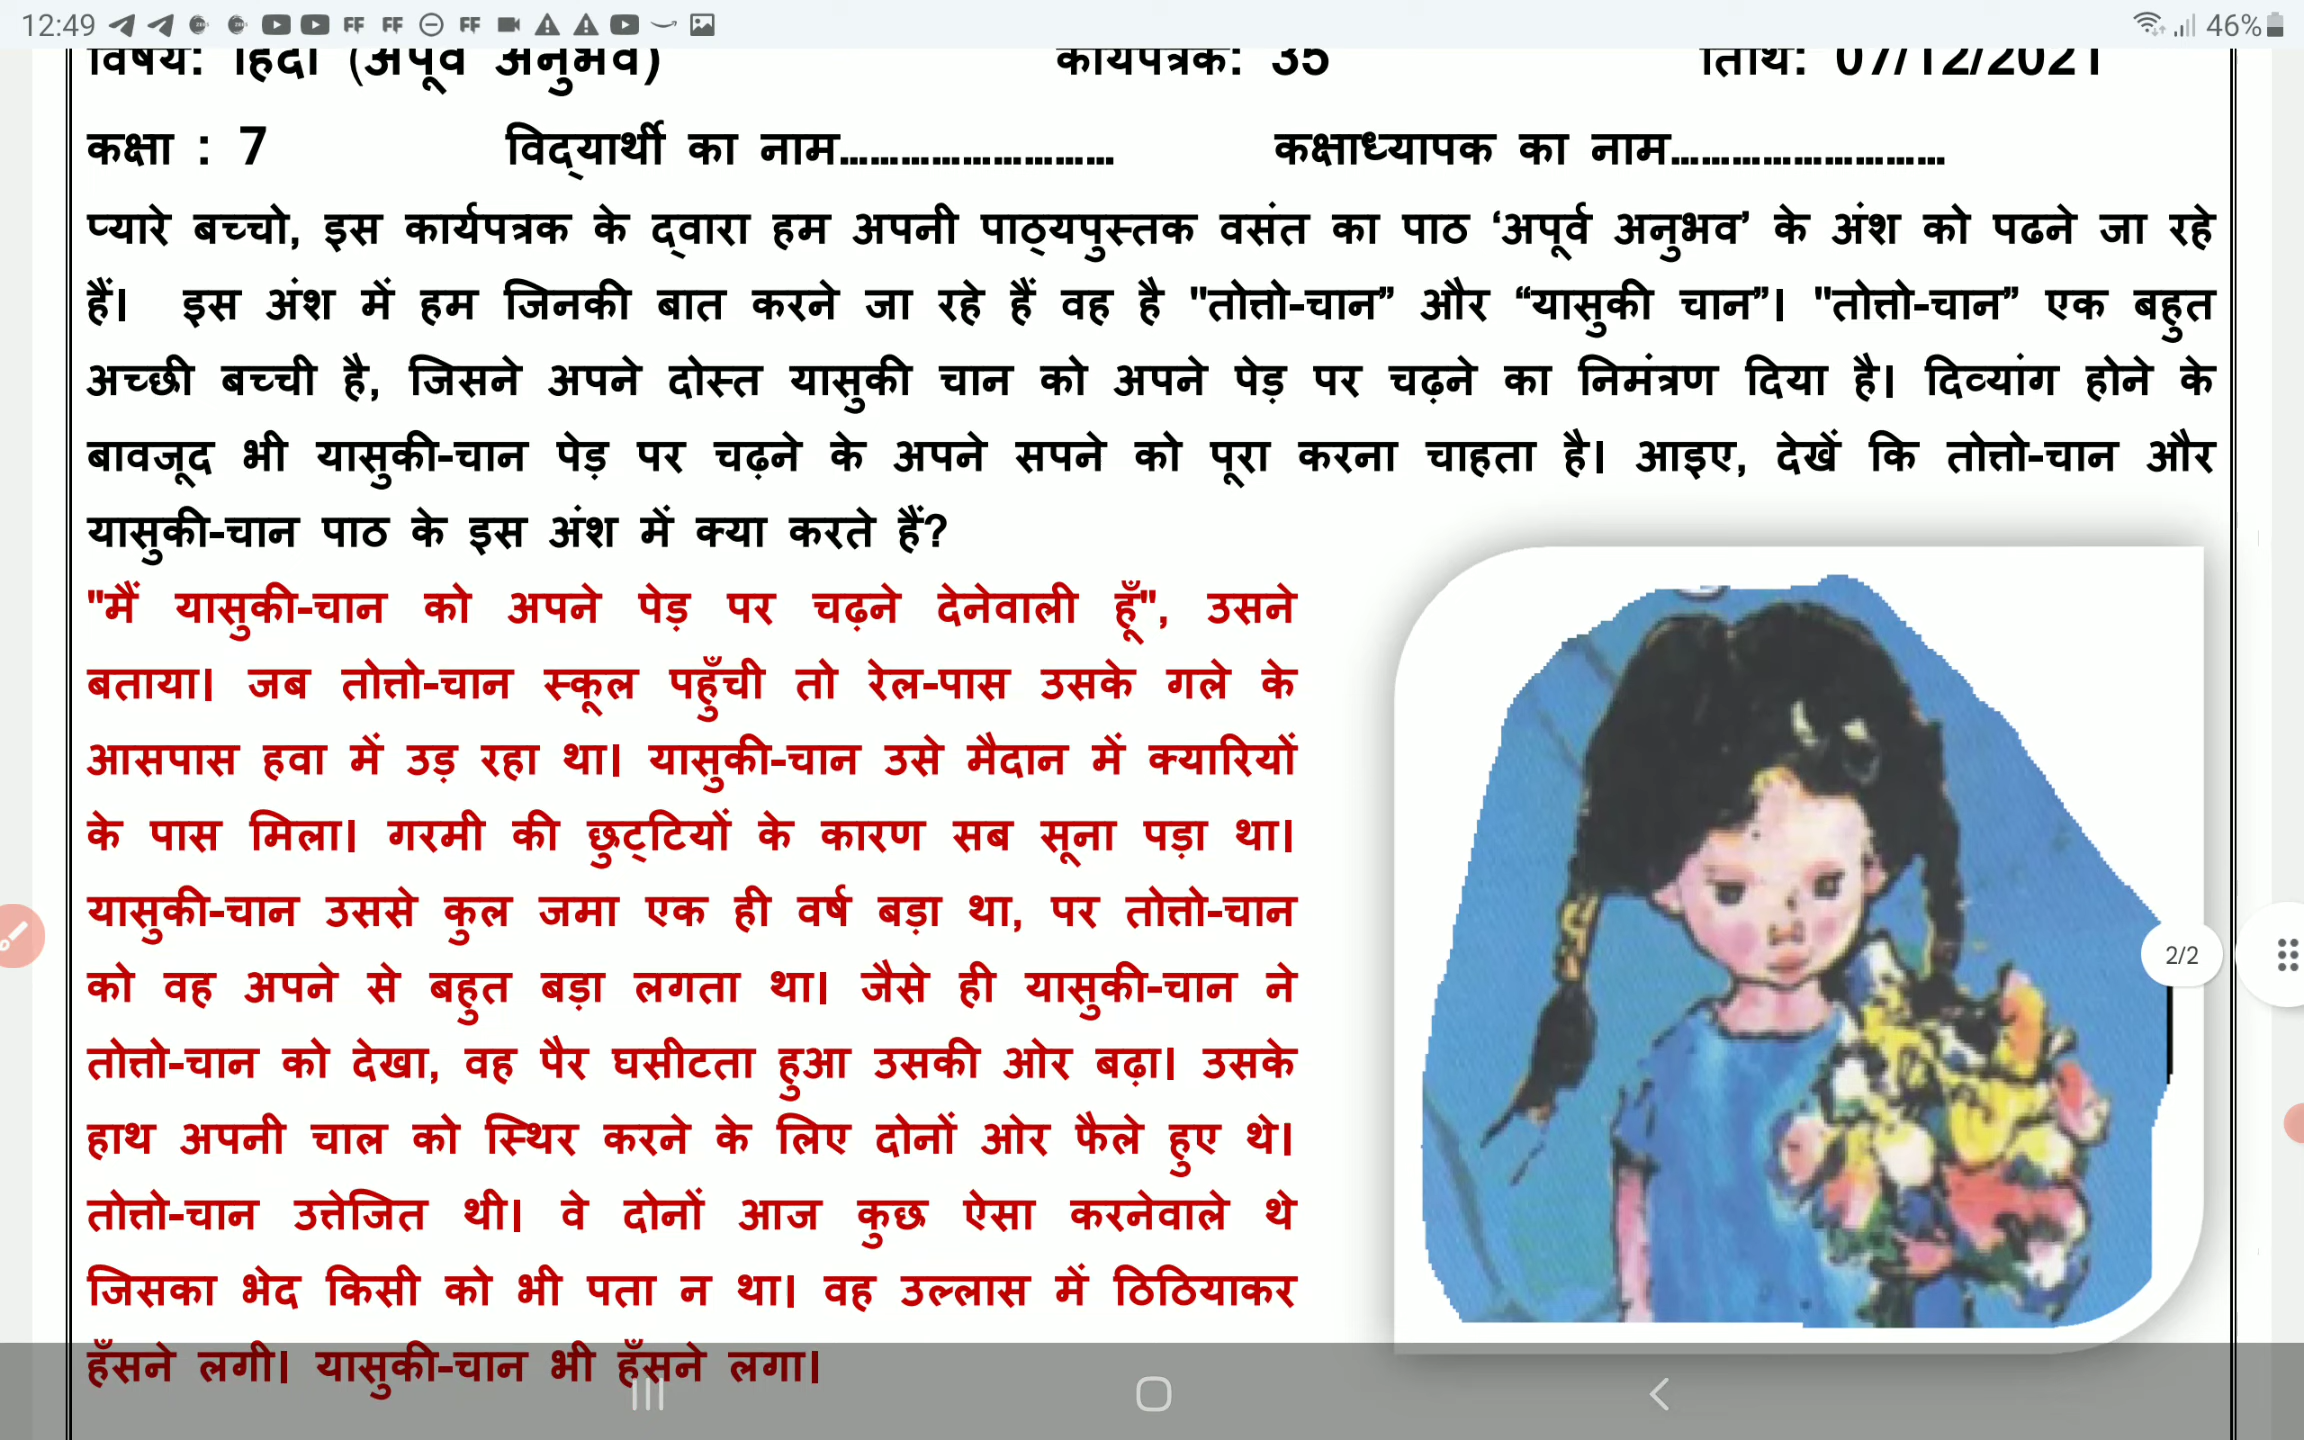 12:49 46%
विषय: हिंदी (अपूर्व अनुभव) कार्यपत्रक: 35 तिथि: 07/12/2021
कक्षा : 7 विद्‌यार्थी का नाम........................... कक्षाध्यापक का नाम...........................
प्यारे बच्चो, इस कार्यपत्रक के द्‌वारा हम अपनी पाठ्‌यपुस्तक वसंत का पाठ ‘अपूर्व अनुभव’ के अंश को पढने जा रहे
हैं। इस अंश में हम जिनकी बात करने जा रहे हैं वह है "तोत्तो-चान” और “यासुकी चान”। "तोत्तो-चान” एक बहुत
अच्छी बच्ची है, जिसने अपने दोस्त यासुकी चान को अपने पेड़ पर चढ़ने का निमंत्रण दिया है। दिव्यांग होने के
बावजूद भी यासुकी-चान पेड़ पर चढ़ने के अपने सपने को पूरा करना चाहता है। आइए, देखें कि तोत्तो-चान और
यासुकी-चान पाठ के इस अंश में क्या करते हैं?
"मैं यासुकी-चान को अपने पेड़ पर चढ़ने देनेवाली हूँ", उसने
बताया। जब तोत्तो-चान स्कूल पहुँची तो रेल-पास उसके गले के
आसपास हवा में उड़ रहा था। यासुकी-चान उसे मैदान में क्यारियों
के पास मिला। गरमी की छुट्‌टियों के कारण सब सूना पड़ा था।
यासुकी-चान उससे कुल जमा एक ही वर्ष बड़ा था, पर तोत्तो-चान
को वह अपने से बहुत बड़ा लगता था। जैसे ही यासुकी-चान ने
तोत्तो-चान को देखा, वह पैर घसीटता हुआ उसकी ओर बढ़ा। उसके
हाथ अपनी चाल को स्थिर करने के लिए दोनों ओर फैले हुए थे।
तोत्तो-चान उत्तेजित थी। वे दोनों आज कुछ ऐसा करनेवाले थे
जिसका भेद किसी को भी पता न था। वह उल्लास में ठिठियाकर
हँसने लगी। यासुकी-चान भी हँसने लगा।
2/2